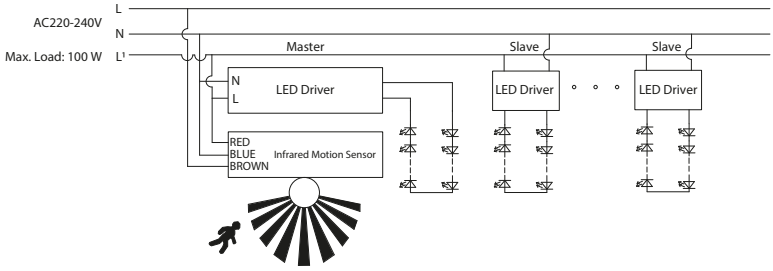 L
AC220-240V
N
Max. Load: 100 W L¹ Master Slave Slave
N
L
LED Driver
LED Driver
LED Driver
RED
BLUE
BROWN
Infrared Motion Sensor